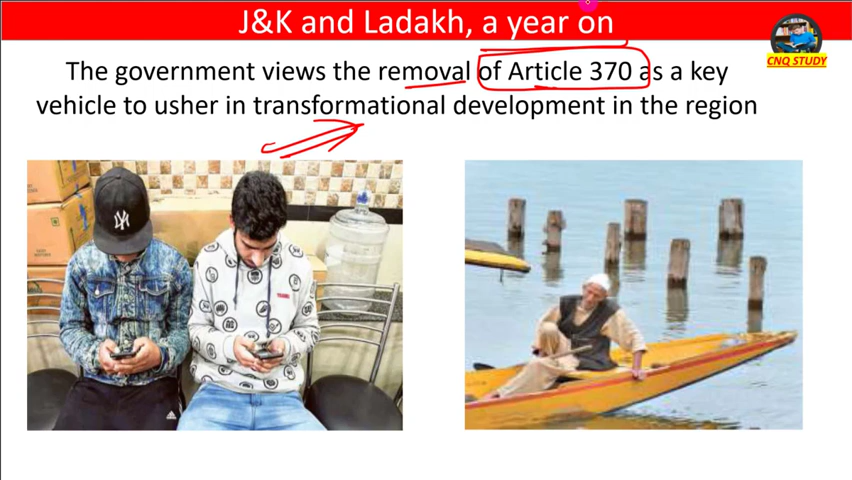 J&K and Ladakh, a year on
CNQ STUDY
The government views the removal of Article 370 as a key
vehicle to usher in transformational development in the region
NY